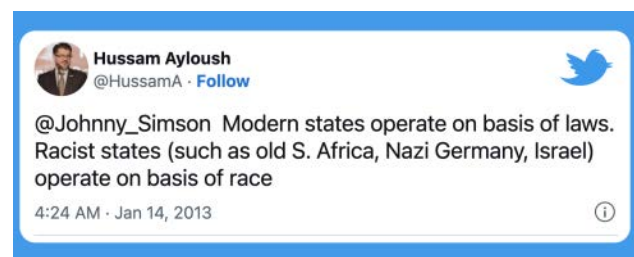 Hussam Ayloush
@HussamA · Follow
@Johnny_Simson Modern states operate on basis of laws.
Racist states (such as old S. Africa, Nazi Germany, Israel)
operate on basis of race
4:24 AM · Jan 14, 2013